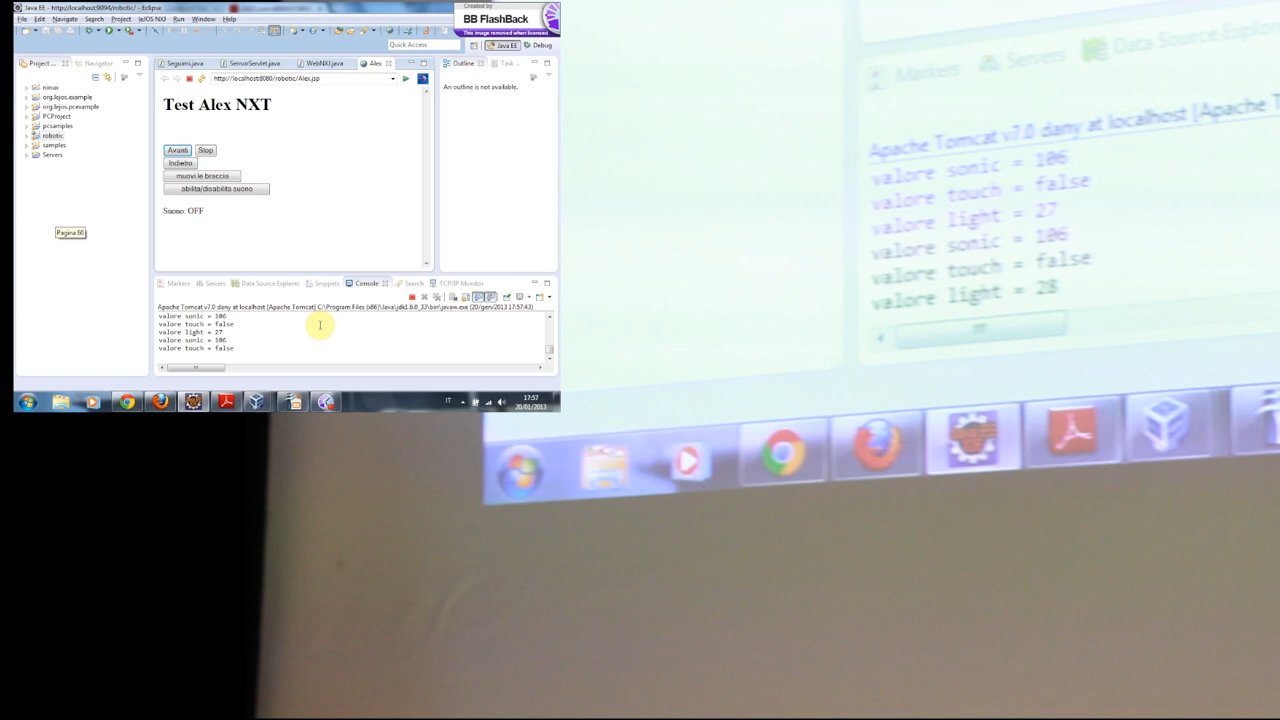 Java EE - http://localhost:9094/robotic/ - Eclipse
File Edit Navigate Search Project leJOS NXJ Run Window Help
Created by
BB FlashBack
This image removed when licensed
Quick Access
Java EE
Debug
Project ...
Navigator
ninus
org.lejos.example
org.lejos.pcexample
PCProject
pcsamples
robotic
samples
Servers
Pagina 60
Seguimi.java
SensorServlet.java
WebNXJ.java
Alex
http://localhost:8080/robotic/Alex.jsp
Test Alex NXT
Avanti Stop
Indietro
muovi le braccia
abilita/disabilita suono
Suono: OFF
Outline
Task ...
An outline is not available.
Markers Servers Data Source Explorer Snippets Console Search TCP/IP Monitor
Apache Tomcat v7.0 dany at localhost [Apache Tomcat] C:\Program Files (x86)\Java\jdk1.6.0_33\bin\javaw.exe (20/gen/2013 17:57:43)
valore sonic = 106
valore touch = false
valore light = 27
valore sonic = 106
valore touch = false
IT
17:57
20/01/2013
Servers
Apache Tomcat v7.0 dany at localhost [Apache
valore sonic = 106
valore touch = false
valore light = 27
valore sonic = 106
valore touch = false
valore light = 28